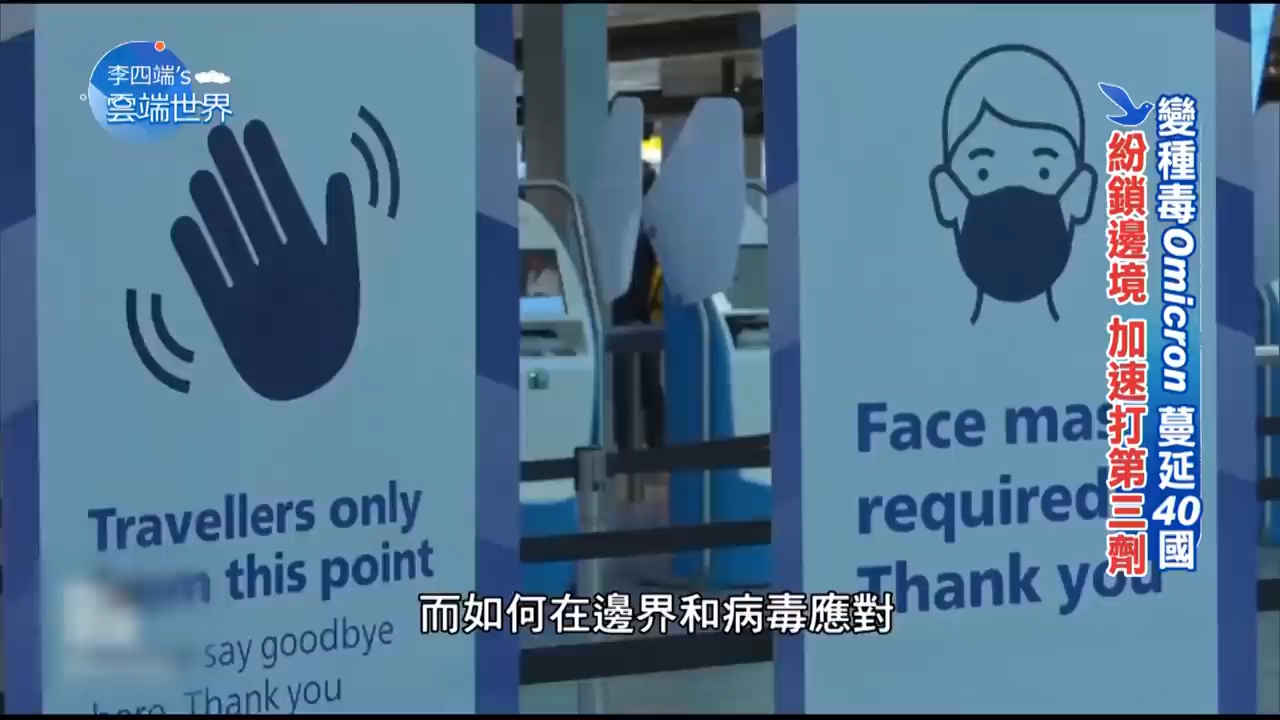 李四端's
雲端世界
變種毒Omicron 蔓延40國
紛鎖邊境 加速打第三劑
Travellers only
this point
say goodbye
here. Thank you
Face mas
required
Thank you
而如何在邊界和病毒應對